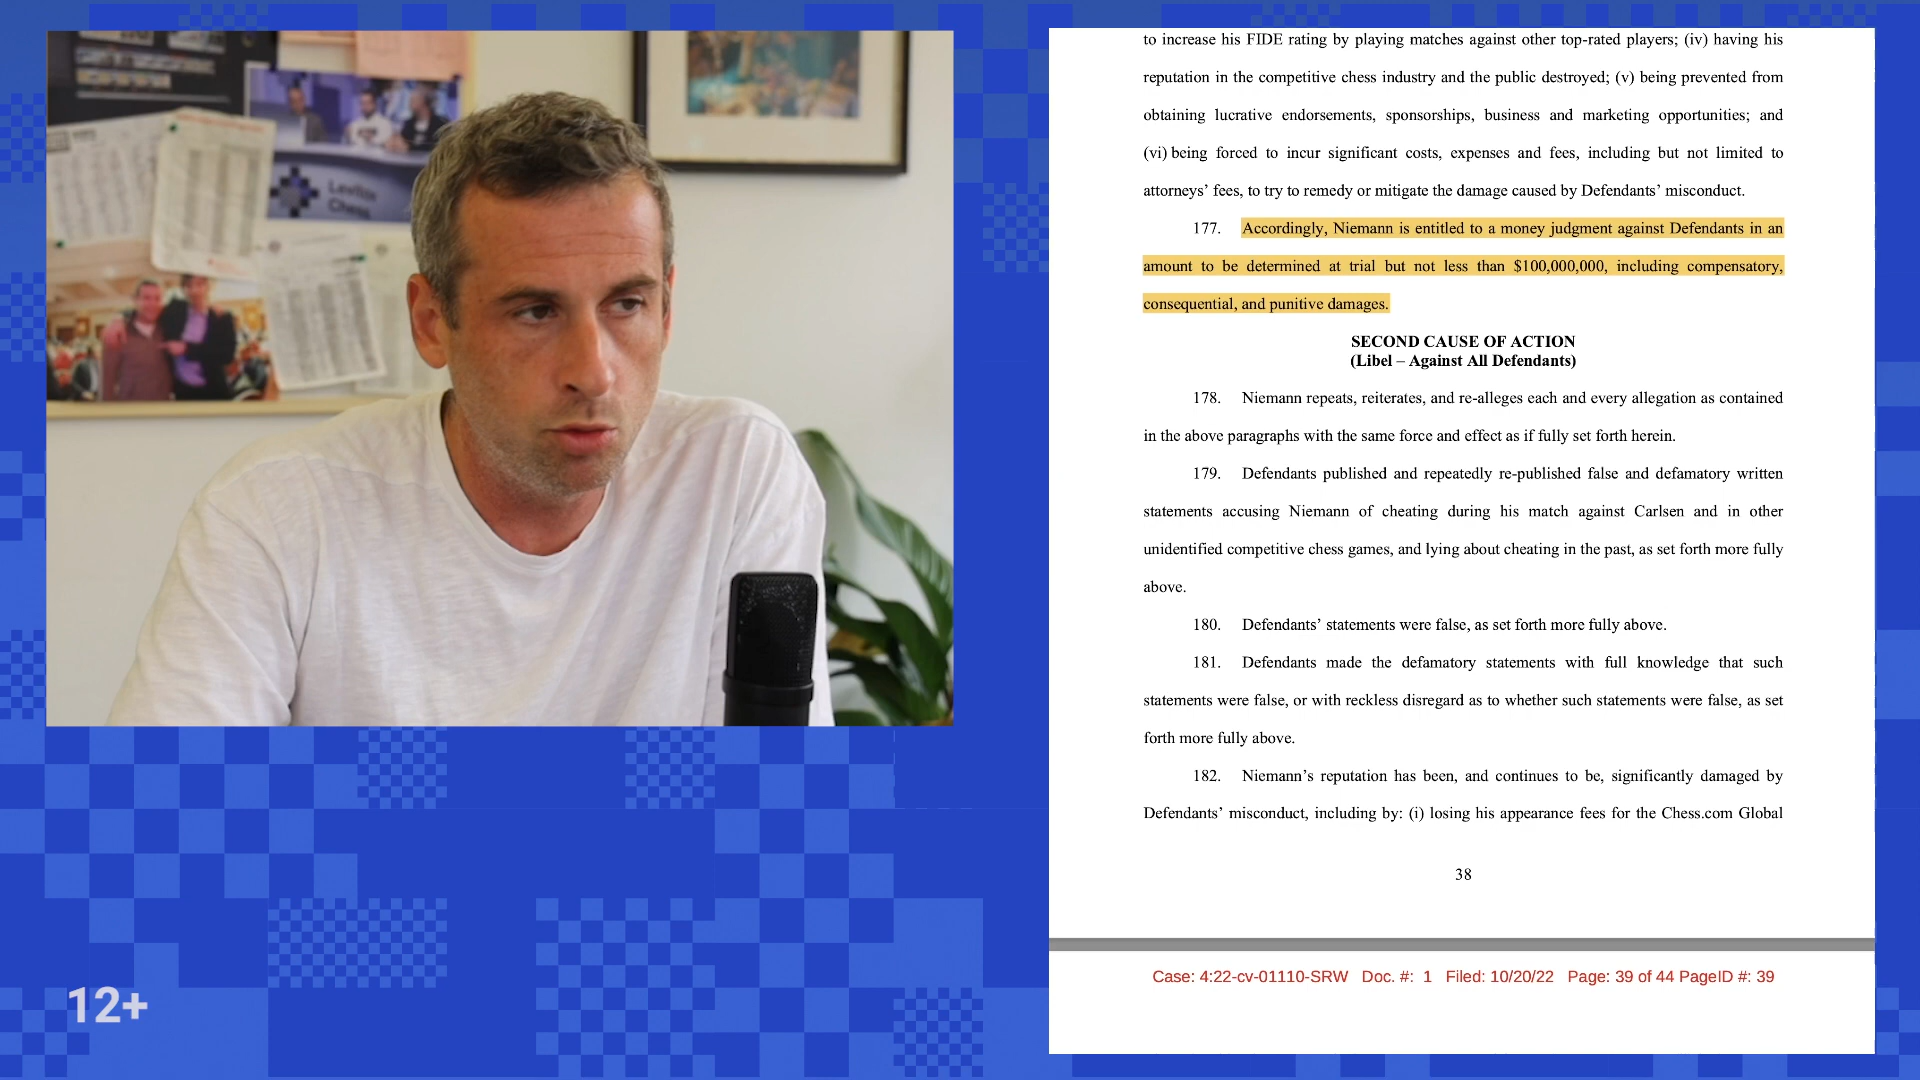 Levitov
Chess
12+
to increase his FIDE rating by playing matches against other top-rated players; (iv) having his
reputation in the competitive chess industry and the public destroyed; (v) being prevented from
obtaining lucrative endorsements, sponsorships, business and marketing opportunities; and
(vi) being forced to incur significant costs, expenses and fees, including but not limited to
attorneys’ fees, to try to remedy or mitigate the damage caused by Defendants’ misconduct.
177. Accordingly, Niemann is entitled to a money judgment against Defendants in an
amount to be determined at trial but not less than $100,000,000, including compensatory,
consequential, and punitive damages.
SECOND CAUSE OF ACTION
(Libel – Against All Defendants)
178. Niemann repeats, reiterates, and re-alleges each and every allegation as contained
in the above paragraphs with the same force and effect as if fully set forth herein.
179. Defendants published and repeatedly re-published false and defamatory written
statements accusing Niemann of cheating during his match against Carlsen and in other
unidentified competitive chess games, and lying about cheating in the past, as set forth more fully
above.
180. Defendants’ statements were false, as set forth more fully above.
181. Defendants made the defamatory statements with full knowledge that such
statements were false, or with reckless disregard as to whether such statements were false, as set
forth more fully above.
182. Niemann’s reputation has been, and continues to be, significantly damaged by
Defendants’ misconduct, including by: (i) losing his appearance fees for the Chess.com Global
38
Case: 4:22-cv-01110-SRW Doc. #: 1 Filed: 10/20/22 Page: 39 of 44 PageID #: 39